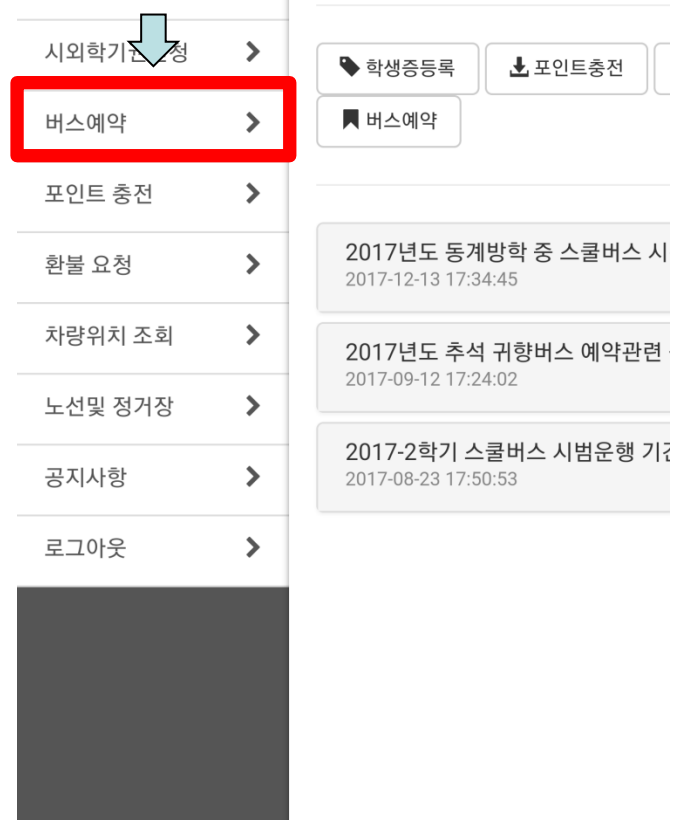 시외학기권신청
버스예약
포인트 충전
환불 요청
차량위치 조회
노선및 정거장
공지사항
로그아웃
학생증등록
포인트충전
버스예약
2017년도 동계방학 중 스쿨버스 시
2017-12-13 17:34:45
2017년도 추석 귀향버스 예약관련
2017-09-12 17:24:02
2017-2학기 스쿨버스 시범운행
2017-08-23 17:50:53